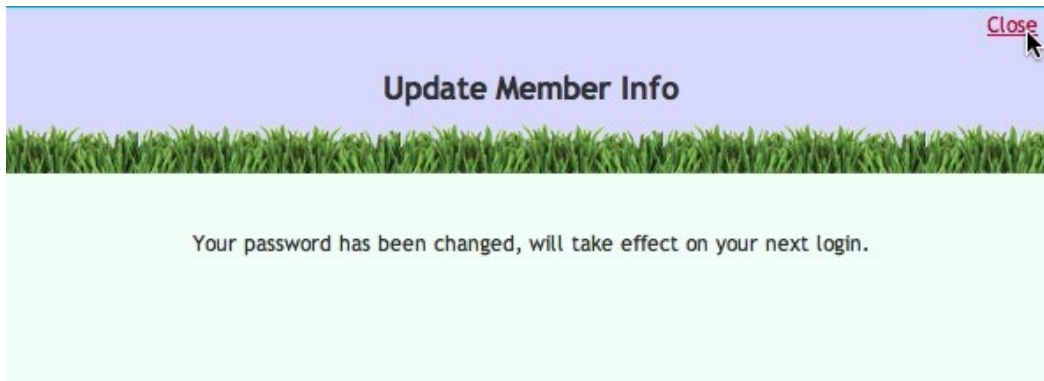 Close
Update Member Info
Your password has been changed, will take effect on your next login.